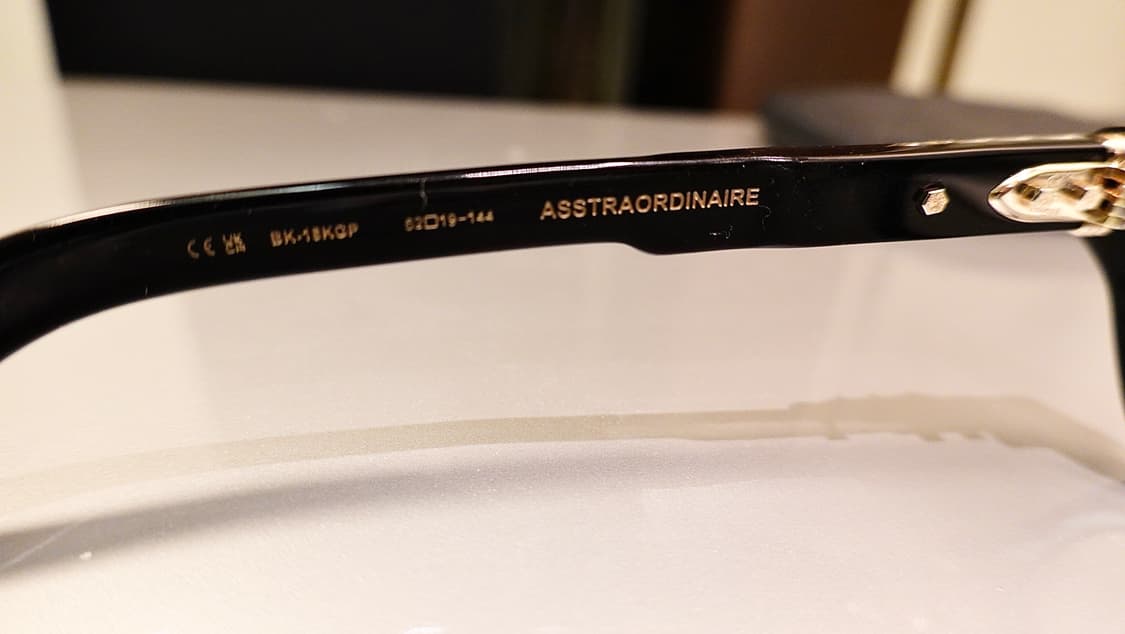 CE UK CA BK-18KGP 52□19-144 ASSTRAORDINAIRE